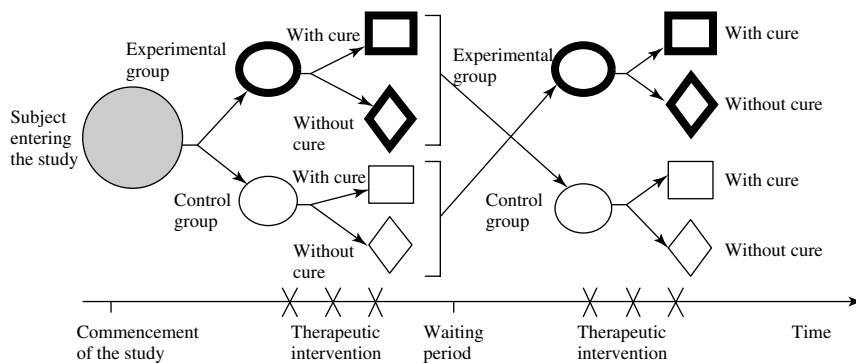 Experimental
group
With cure
Without
cure
Subject
entering
the study
Control
group
With cure
Without
cure
Experimental
group
With cure
Without cure
Control
group
With cure
Without cure
Commencement
of the study
Therapeutic
intervention
Waiting
period
Therapeutic
intervention
Time